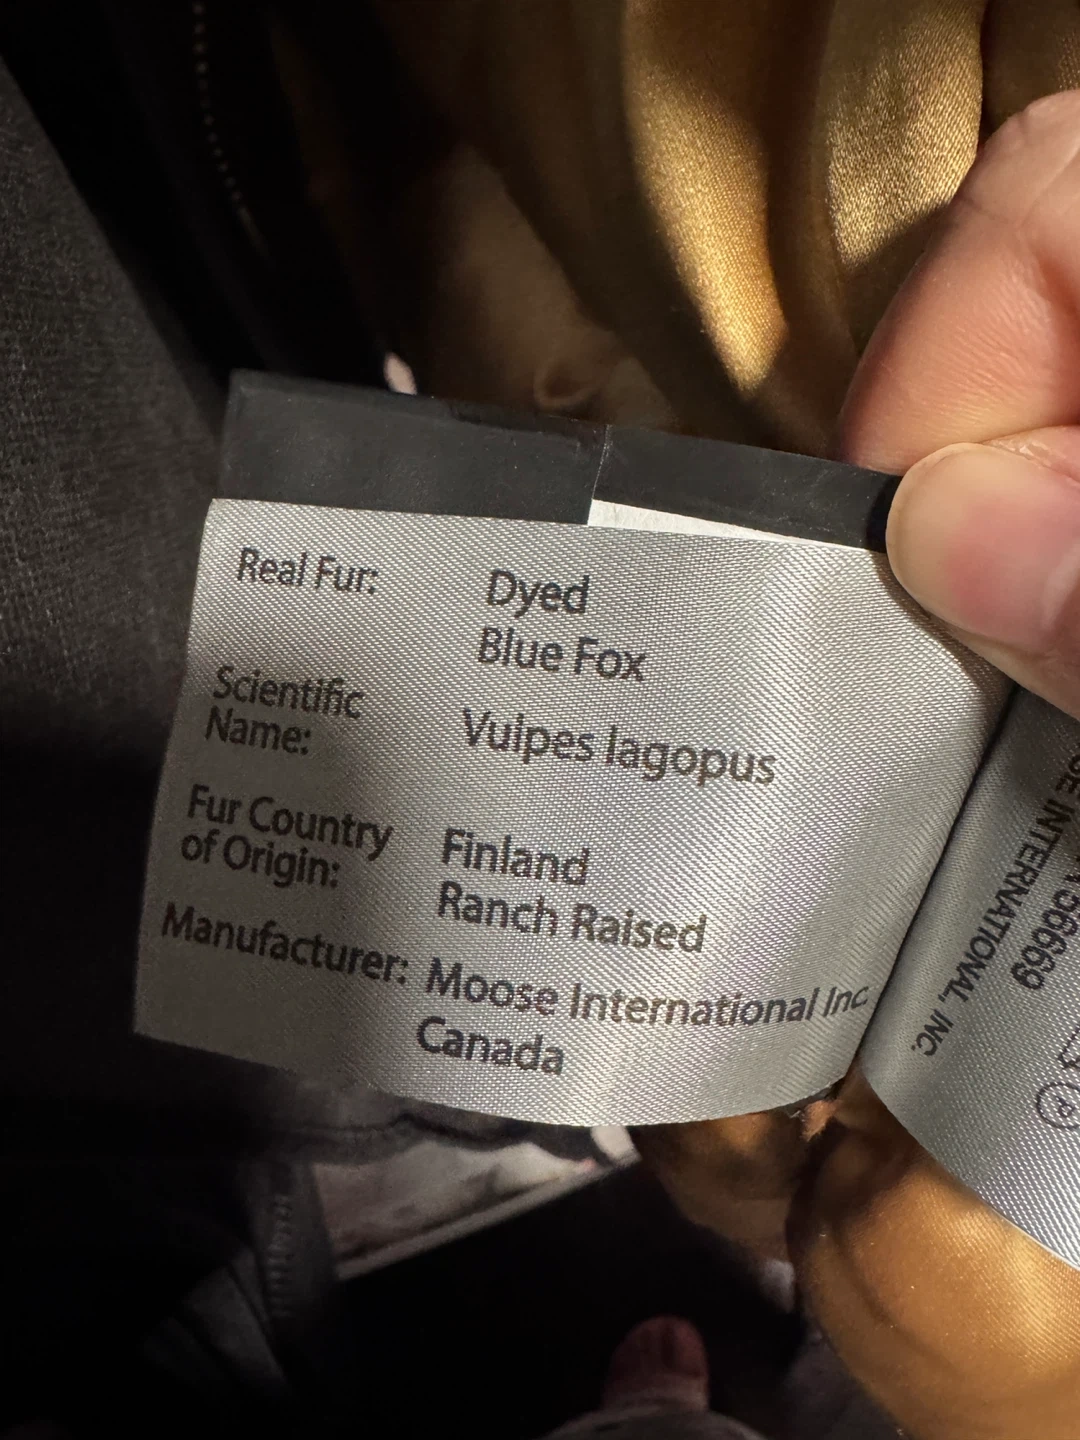 Real Fur: Dyed
Blue Fox
Scientific
Name: Vulpes lagopus
Fur Country
of Origin: Finland
Ranch Raised
Manufacturer: Moose International Inc.
Canada
INTERNATIONAL, INC.
56669